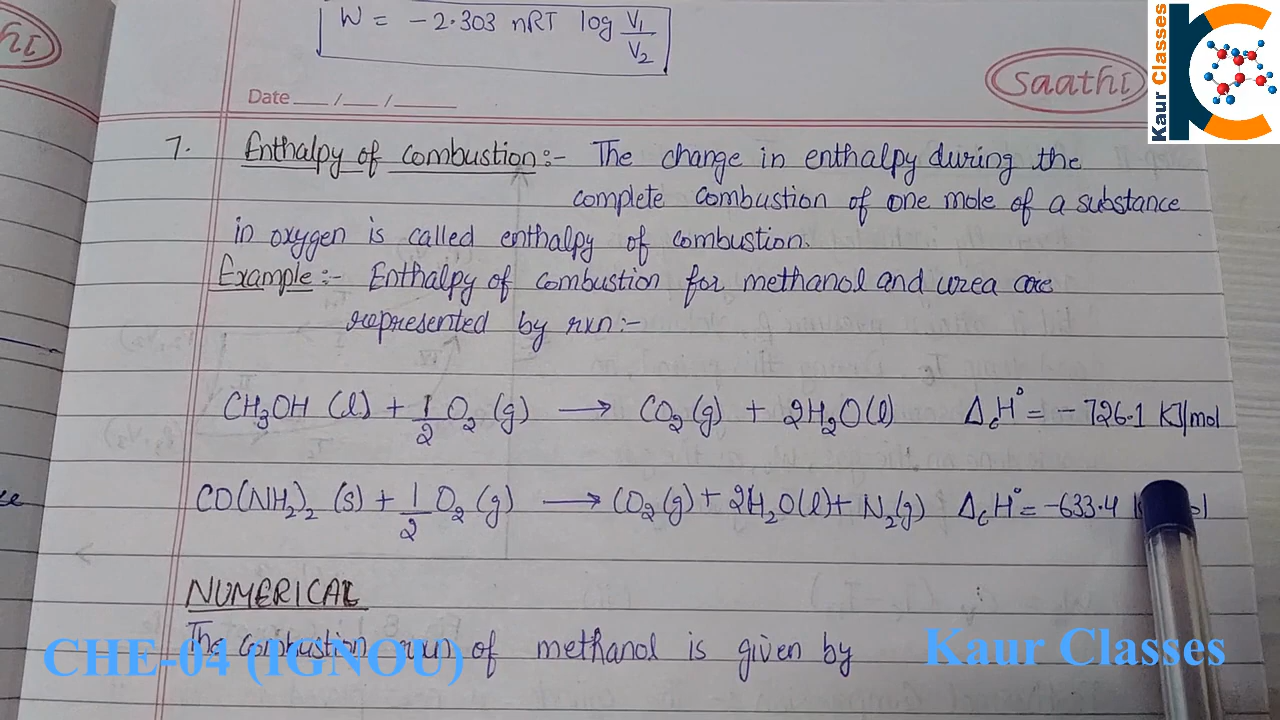 W = -2.303 nRT log V₁/V₂
Kaur Classes
Saathi
Date ___/___/____
7. Enthalpy of combustion:- The change in enthalpy during the
complete combustion of one mole of a substance
in oxygen is called enthalpy of combustion.
Example:- Enthalpy of combustion for methanol and urea are
represented by rxn:-
CH₃OH (l) + 1/2 O₂ (g) → CO₂ (g) + 2H₂O(l) ΔcH° = - 726.1 KJ/mol
CO(NH₂)₂ (s) + 1/2 O₂ (g) → CO₂ (g) + 2H₂O(l) + N₂(g) ΔcH° = -633.4
NUMERICAL
The combustion rxn of methanol is given by
CHE-04 (IGNOU)
Kaur Classes